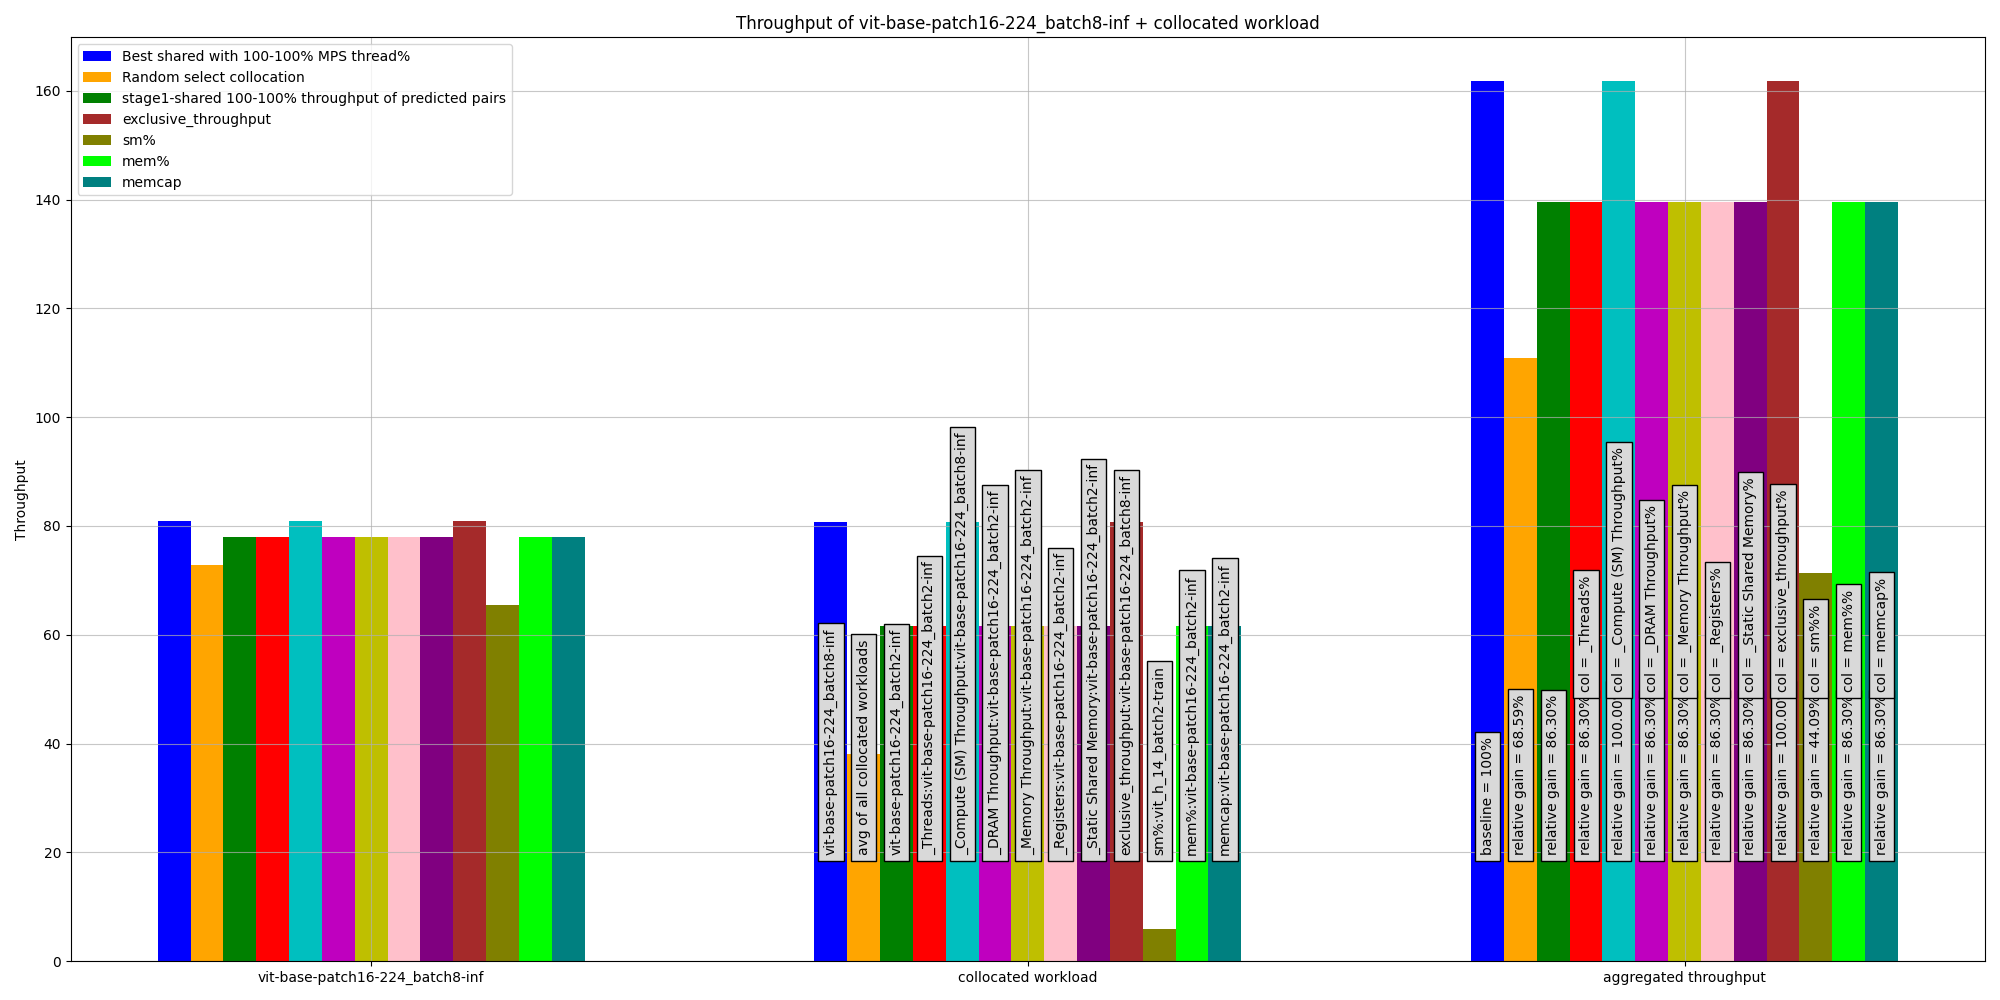 Throughput of vit-base-patch16-224_batch8-inf + collocated workload
Best shared with 100-100% MPS thread%
Random select collocation
stage1-shared 100-100% throughput of predicted pairs
exclusive_throughput
sm%
mem%
memcap
Throughput
160
140
120
100
80
60
40
20
0
vit-base-patch16-224_batch8-inf
avg of all collocated workloads
vit-base-patch16-224_batch2-inf
_Threads:vit-base-patch16-224_batch2-inf
_Compute (SM) Throughput:vit-base-patch16-224_batch8-inf
_DRAM Throughput:vit-base-patch16-224_batch2-inf
_Memory Throughput:vit-base-patch16-224_batch2-inf
_Registers:vit-base-patch16-224_batch2-inf
_Static Shared Memory:vit-base-patch16-224_batch2-inf
exclusive_throughput:vit-base-patch16-224_batch8-inf
sm%:vit_h_14_batch2-train
mem%:vit-base-patch16-224_batch2-inf
memcap:vit-base-patch16-224_batch2-inf
baseline = 100%
relative gain = 68.59%
relative gain = 86.30%
relative gain = 86.30%
col = _Threads%
relative gain = 100.00
col = _Compute (SM) Throughput%
relative gain = 86.30%
col = _DRAM Throughput%
relative gain = 86.30%
col = _Memory Throughput%
relative gain = 86.30%
col = _Registers%
relative gain = 86.30%
col = _Static Shared Memory%
relative gain = 100.00
col = exclusive_throughput%
relative gain = 44.09%
col = sm%%
relative gain = 86.30%
col = mem%%
relative gain = 86.30%
col = memcap%
vit-base-patch16-224_batch8-inf
collocated workload
aggregated throughput